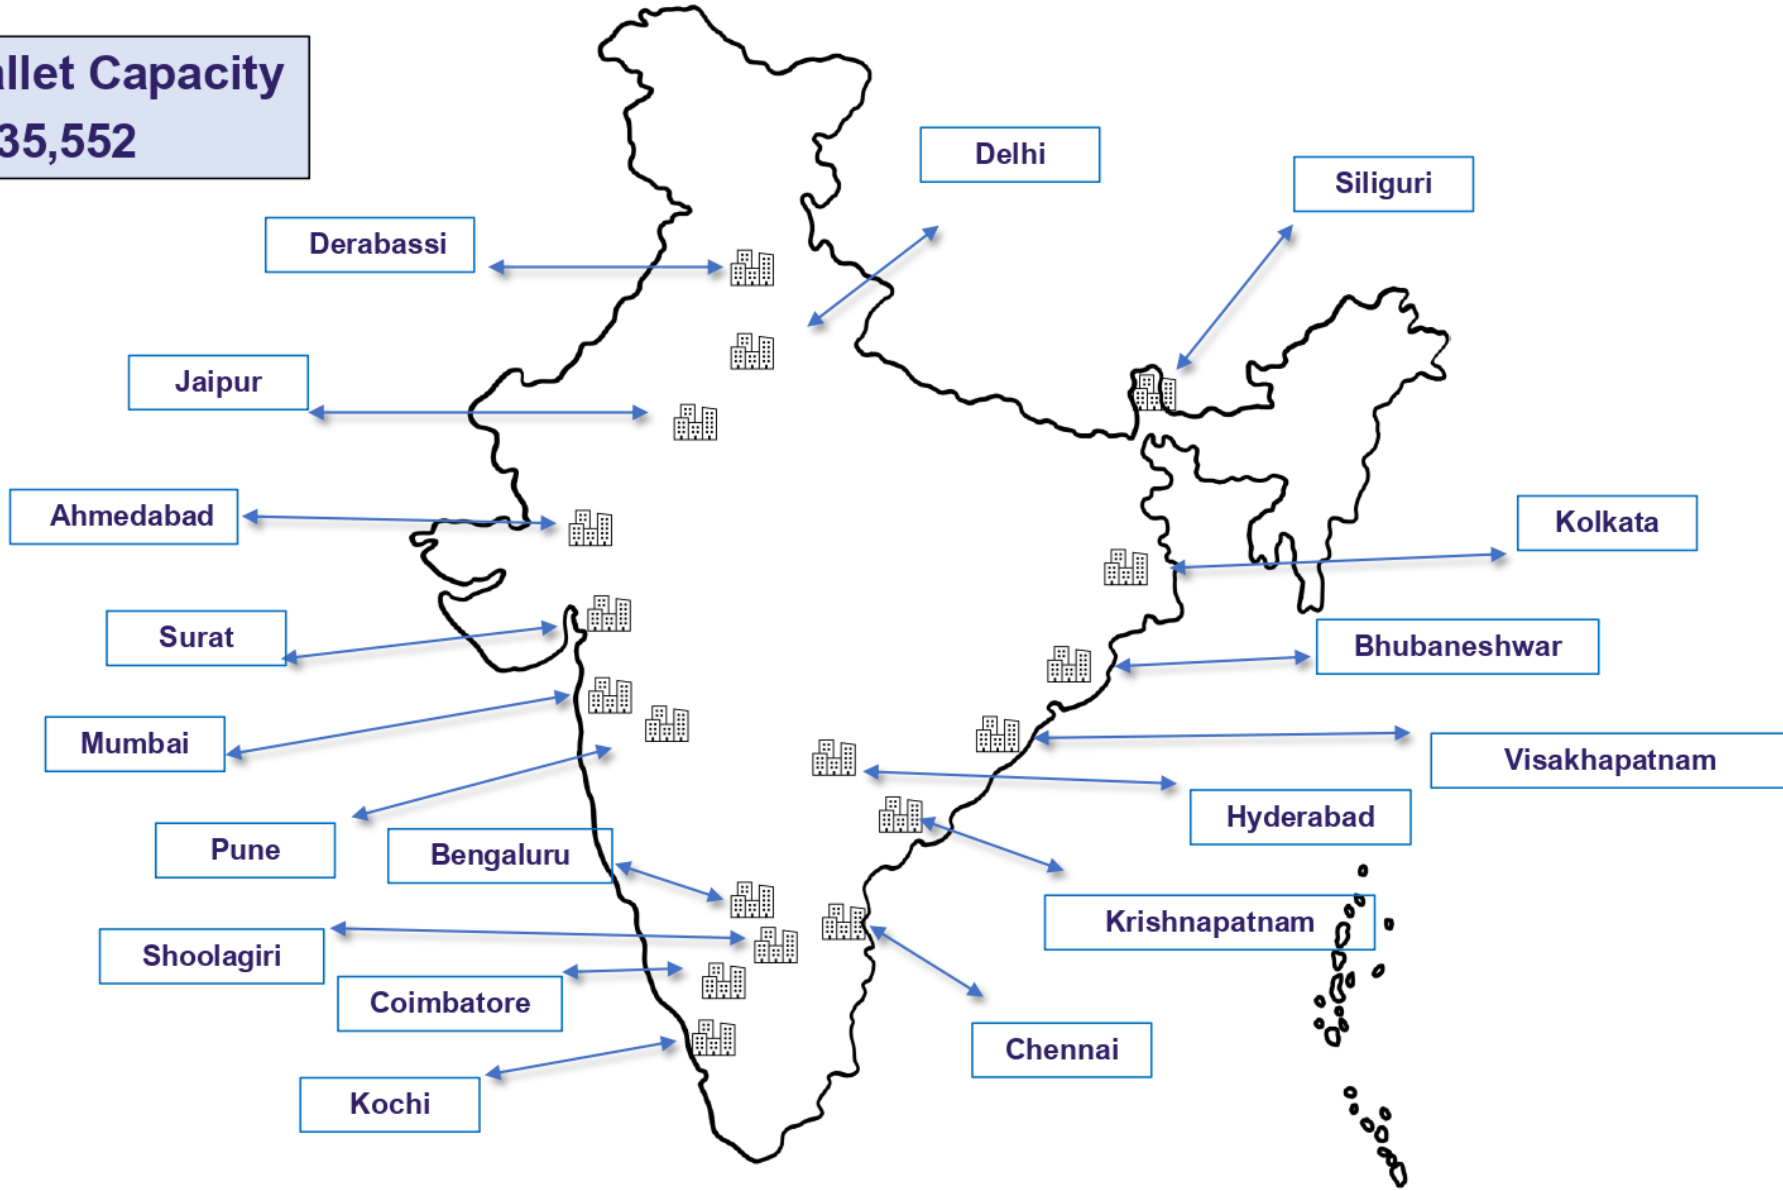 allet Capacity
35,552
Delhi
Siliguri
Derabassi
Jaipur
Ahmedabad
Kolkata
Surat
Bhubaneshwar
Mumbai
Visakhapatnam
Hyderabad
Pune
Bengaluru
Krishnapatnam
Shoolagiri
Coimbatore
Chennai
Kochi